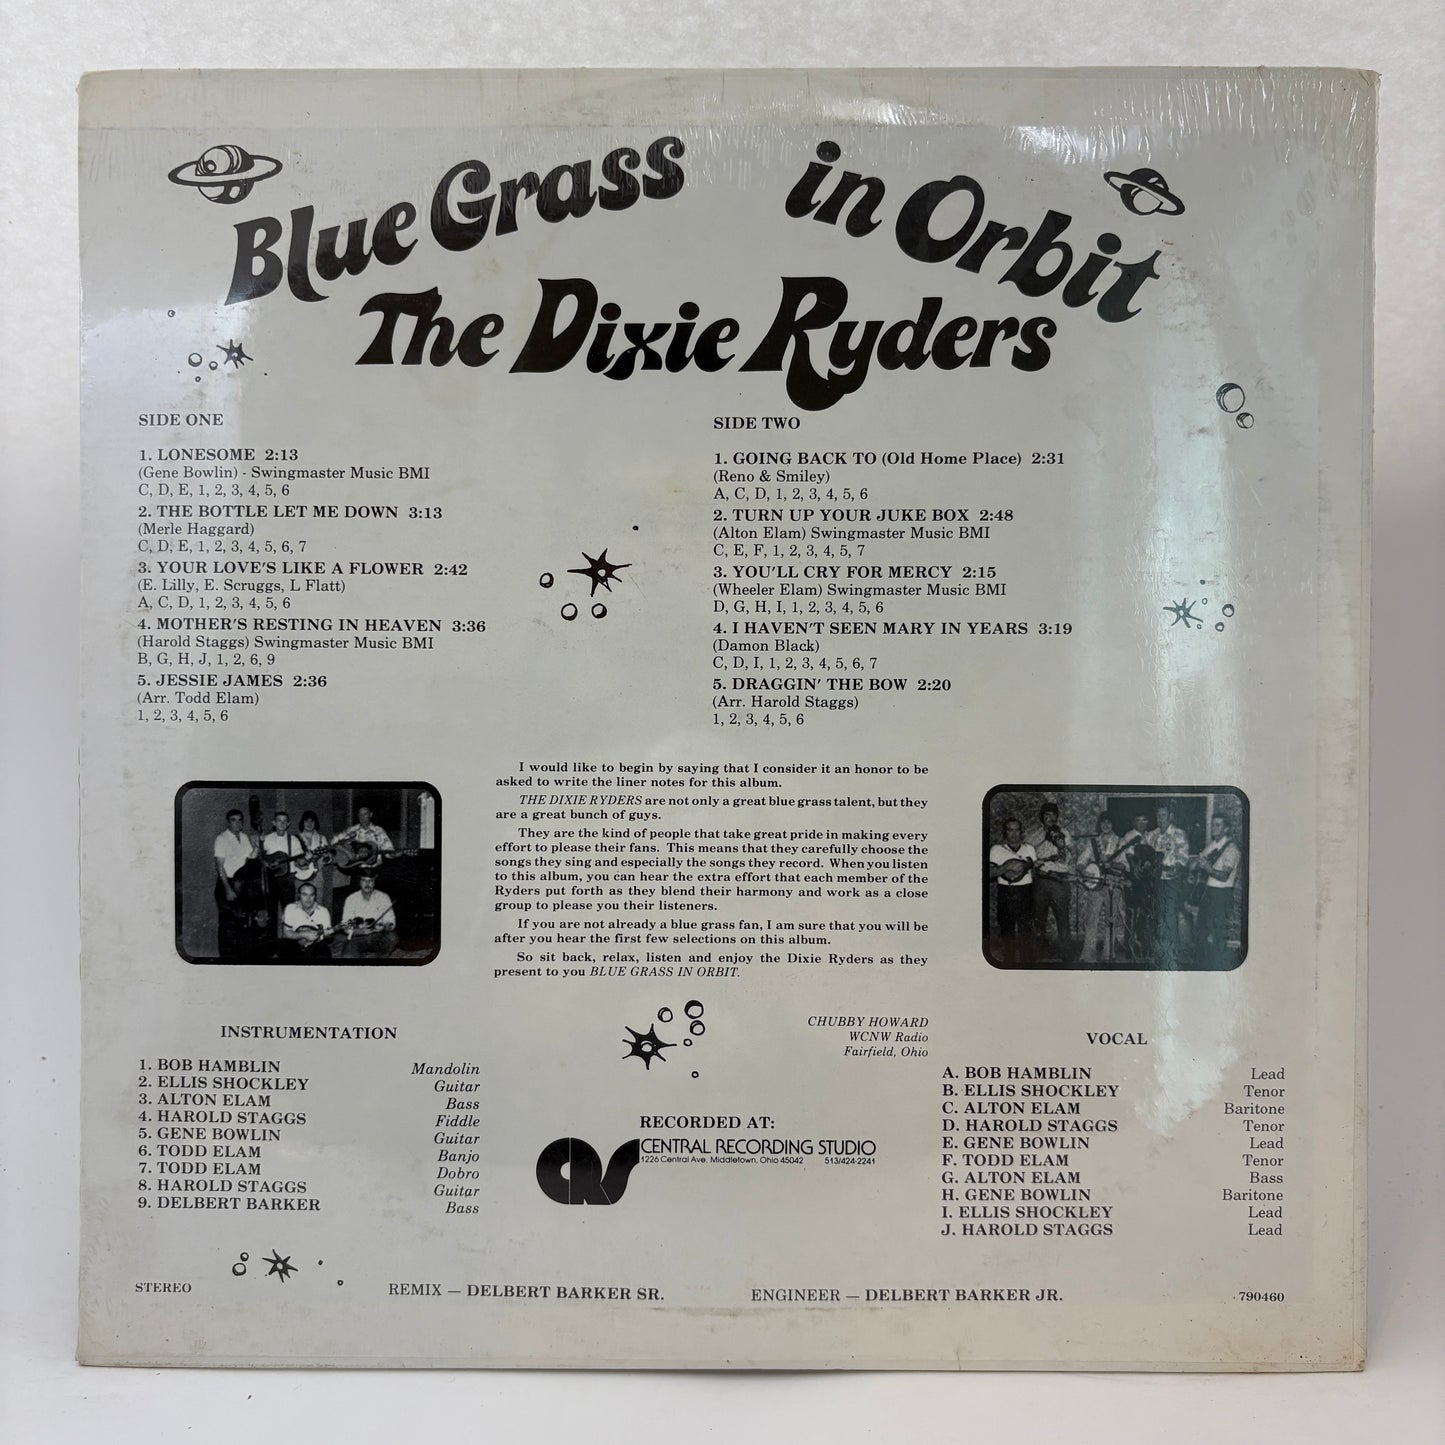 Blue Grass in Orbit
The Dixie Ryders
SIDE ONE
1. LONESOME 2:13
(Gene Bowlin) - Swingmaster Music BMI
C, D, E, 1, 2, 3, 4, 5, 6
2. THE BOTTLE LET ME DOWN 3:13
(Merle Haggard)
C, D, E, 1, 2, 3, 4, 5, 6, 7
3. YOUR LOVE'S LIKE A FLOWER 2:42
(E. Lilly, E. Scruggs, L Flatt)
A, C, D, 1, 2, 3, 4, 5, 6
4. MOTHER'S RESTING IN HEAVEN 3:36
(Harold Staggs) Swingmaster Music BMI
B, G, H, J, 1, 2, 6, 9
5. JESSIE JAMES 2:36
(Arr. Todd Elam)
1, 2, 3, 4, 5, 6
SIDE TWO
1. GOING BACK TO (Old Home Place) 2:31
(Reno & Smiley)
A, C, D, 1, 2, 3, 4, 5, 6
2. TURN UP YOUR JUKE BOX 2:48
(Alton Elam) Swingmaster Music BMI
C, E, F, 1, 2, 3, 4, 5, 7
3. YOU'LL CRY FOR MERCY 2:15
(Wheeler Elam) Swingmaster Music BMI
D, G, H, I, 1, 2, 3, 4, 5, 6
4. I HAVEN'T SEEN MARY IN YEARS 3:19
(Damon Black)
C, D, I, 1, 2, 3, 4, 5, 6, 7
5. DRAGGIN' THE BOW 2:20
(Arr. Harold Staggs)
1, 2, 3, 4, 5, 6
I would like to begin by saying that I consider it an honor to be
asked to write the liner notes for this album.
THE DIXIE RYDERS are not only a great blue grass talent, but they
are a great bunch of guys.
They are the kind of people that take great pride in making every
effort to please their fans. This means that they carefully choose the
songs they sing and especially the songs they record. When you listen
to this album, you can hear the extra effort that each member of the
Ryders put forth as they blend their harmony and work as a close
group to please you their listeners.
If you are not already a blue grass fan, I am sure that you will be
after you hear the first few selections on this album.
So sit back, relax, listen and enjoy the Dixie Ryders as they
present to you BLUE GRASS IN ORBIT.
CHUBBY HOWARD
WCNW Radio
Fairfield, Ohio
INSTRUMENTATION
1. BOB HAMBLIN Mandolin
2. ELLIS SHOCKLEY Guitar
3. ALTON ELAM Bass
4. HAROLD STAGGS Fiddle
5. GENE BOWLIN Guitar
6. TODD ELAM Banjo
7. TODD ELAM Dobro
8. HAROLD STAGGS Guitar
9. DELBERT BARKER Bass
RECORDED AT:
CRS
CENTRAL RECORDING STUDIO
1226 Central Ave. Middletown, Ohio 45042 513/424-2241
VOCAL
A. BOB HAMBLIN Lead
B. ELLIS SHOCKLEY Tenor
C. ALTON ELAM Baritone
D. HAROLD STAGGS Tenor
E. GENE BOWLIN Lead
F. TODD ELAM Tenor
G. ALTON ELAM Bass
H. GENE BOWLIN Baritone
I. ELLIS SHOCKLEY Lead
J. HAROLD STAGGS Lead
STEREO
REMIX — DELBERT BARKER SR.
ENGINEER — DELBERT BARKER JR.
790460